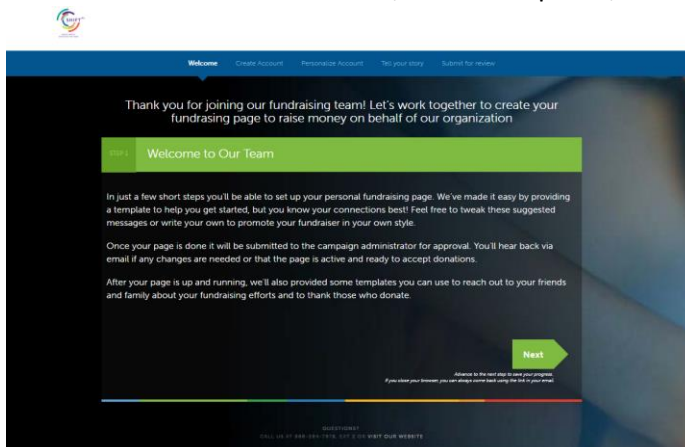 SHIFT
Welcome Create Account Personalize Account Tell your story Submit for review
Thank you for joining our fundraising team! Let's work together to create your
fundrasing page to raise money on behalf of our organization
Welcome to Our Team
In just a few short steps you'll be able to set up your personal fundraising page. We've made it easy by providing
a template to help you get started, but you know your connections best! Feel free to tweak these suggested
messages or write your own to promote your fundraiser in your own style.
Once your page is done it will be submitted to the campaign administrator for approval. You'll hear back via
email if any changes are needed or that the page is active and ready to accept donations.
After your page is up and running, we'll also provided some templates you can use to reach out to your friends
and family about your fundraising efforts and to thank those who donate.
Next
Advance to the next step to save your progress.
If you close your browser, you can always come back using the link in your email.
QUESTIONS?
CALL US AT OR VISIT OUR WEBSITE